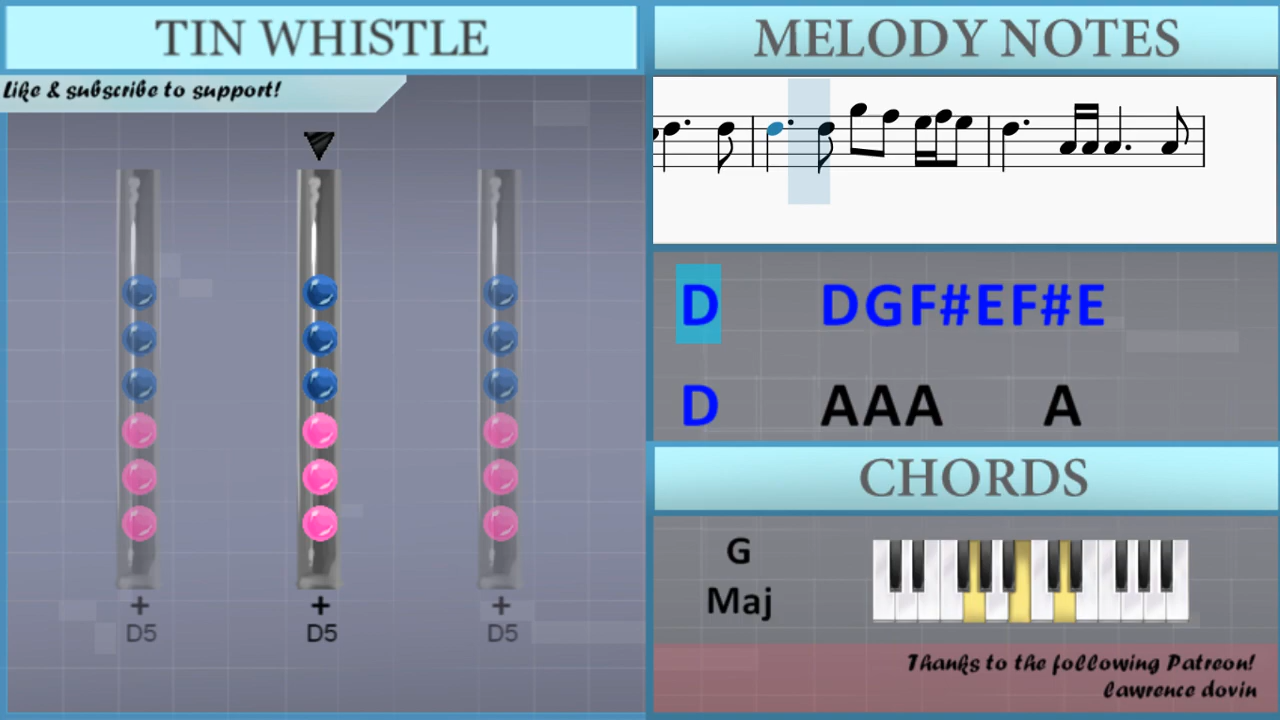 TIN WHISTLE
Like & subscribe to support!
+ + +
D5 D5 D5
MELODY NOTES
D DGF#EF#E
D AAA A
CHORDS
G
Maj
Thanks to the following Patreon!
lawrence dovin